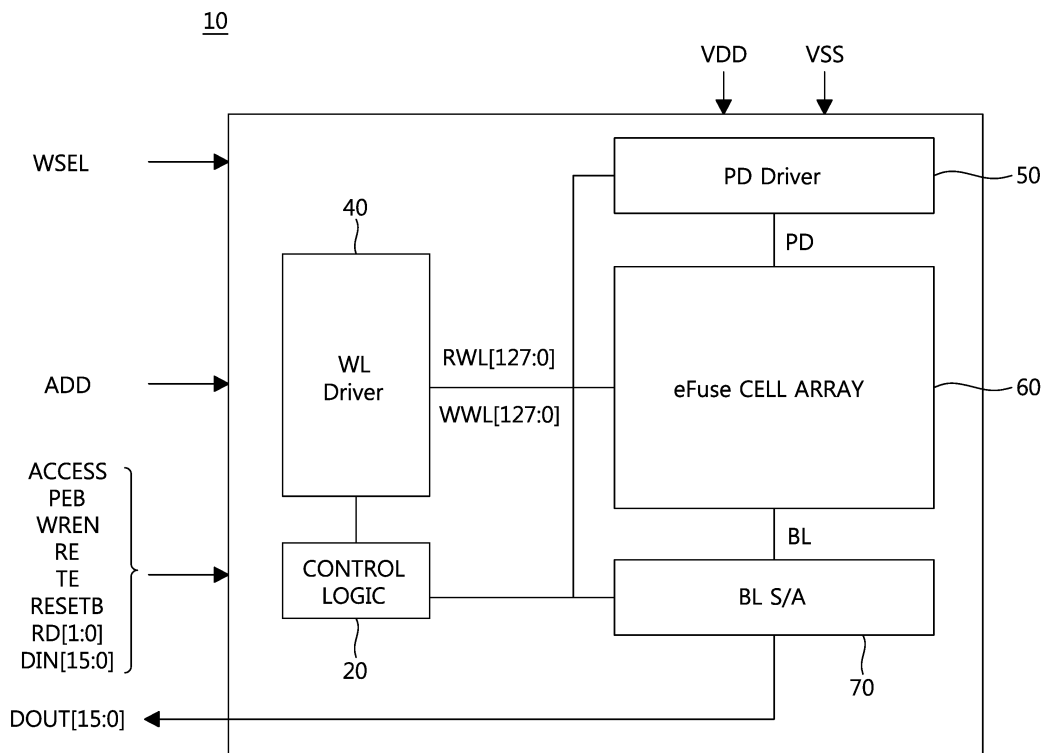 10
VDD
VSS
WSEL
PD Driver
50
40
PD
WL
Driver
RWL[127:0]
WWL[127:0]
ADD
eFuse CELL ARRAY
60
ACCESS
PEB
WREN
RE
TE
RESETB
RD[1:0]
DIN[15:0]
BL
CONTROL
LOGIC
BL S/A
20
70
DOUT[15:0]